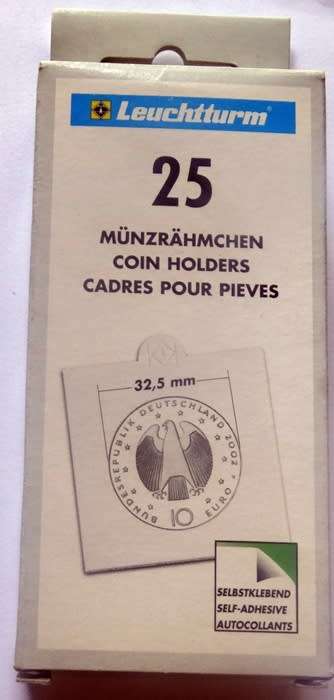 Leuchtturm
25
MÜNZRÄHMCHEN
COIN HOLDERS
CADRES POUR PIEVES
32,5 mm
BUNDESREPUBLIK DEUTSCHLAND 2002
10
EURO
SELBSTKLEBEND
SELF-ADHESIVE
AUTOCOLLANTS